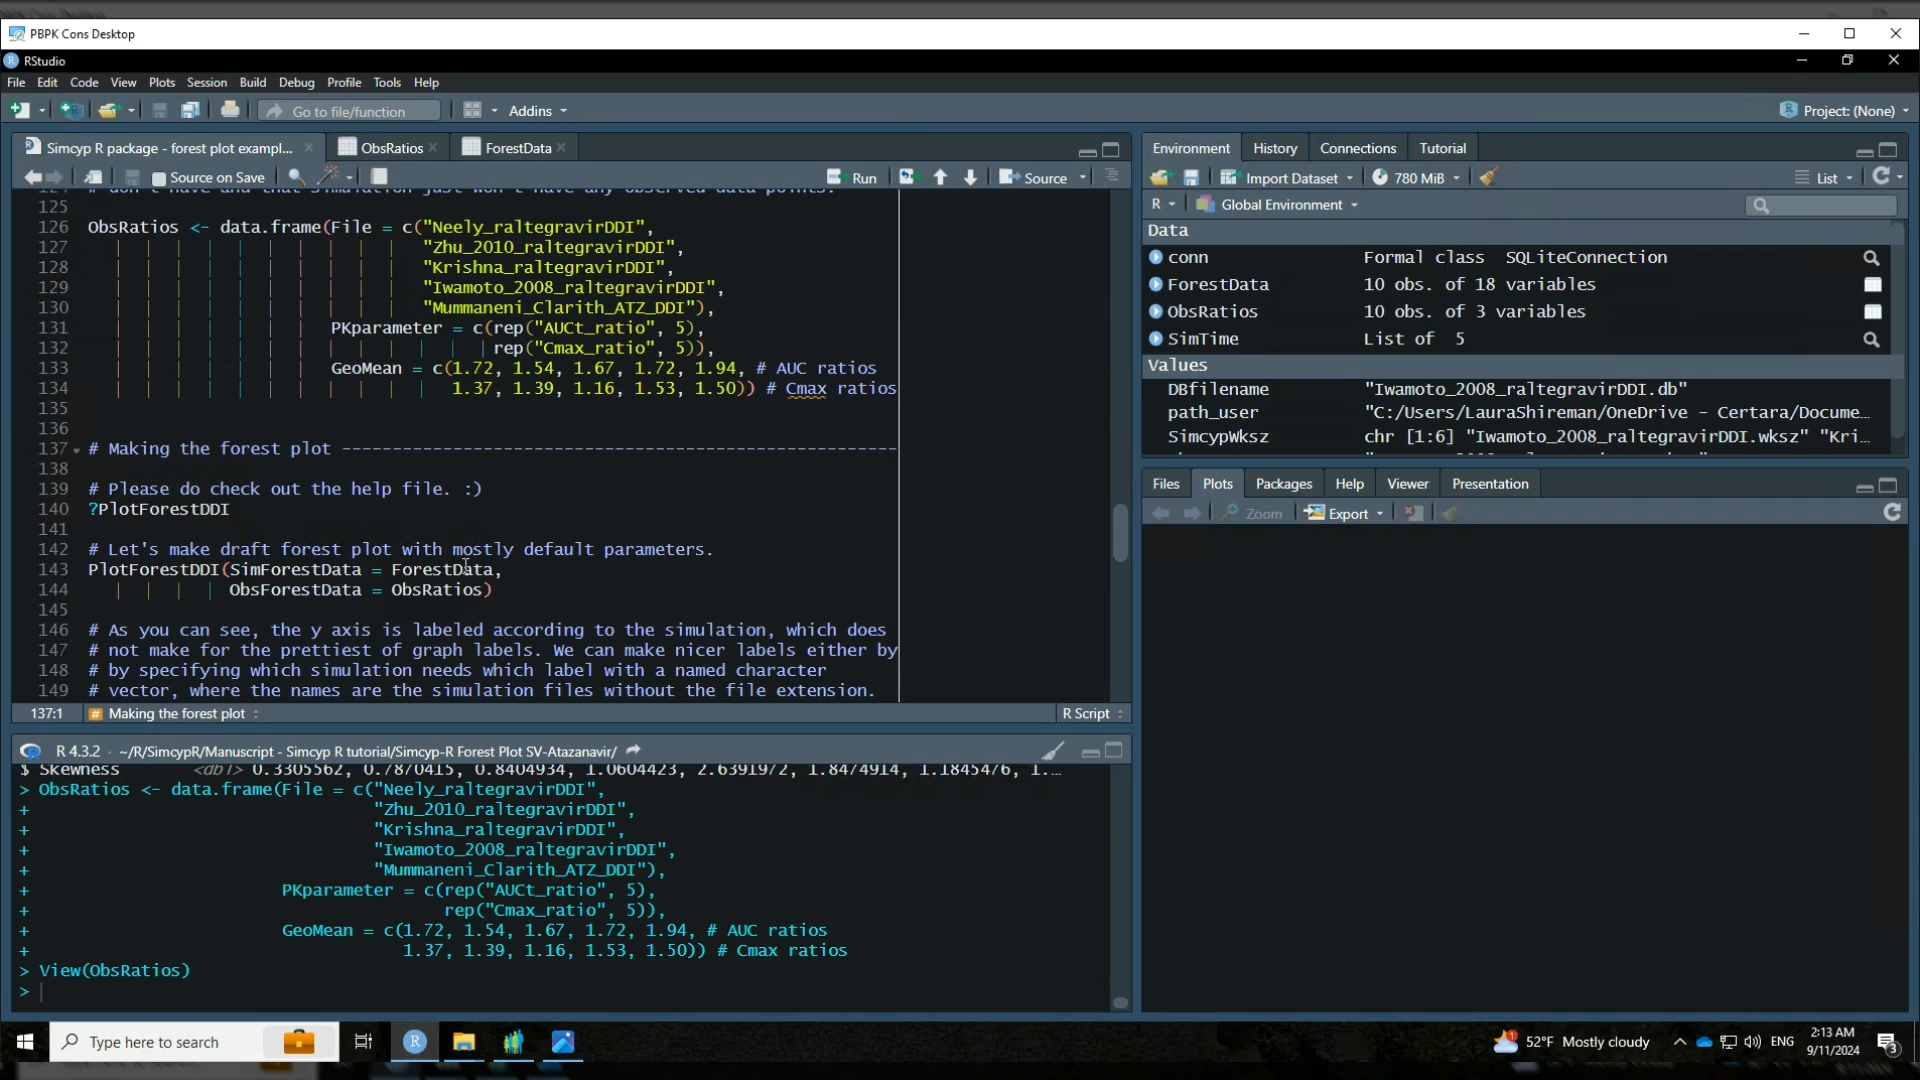 PBPK Cons Desktop
RStudio
File Edit Code View Plots Session Build Debug Profile Tools Help
Go to file/function Addins Project: (None)
Simcyp R package - forest plot exampl... ObsRatios ForestData
Source on Save Run Source
# don't have and that simulation just won't have any observed data points.
125
126 ObsRatios <- data.frame(File = c("Neely_raltegravirDDI",
127 "Zhu_2010_raltegravirDDI",
128 "Krishna_raltegravirDDI",
129 "Iwamoto_2008_raltegravirDDI",
130 "Mummaneni_Clarith_ATZ_DDI"),
131 PKparameter = c(rep("AUCt_ratio", 5),
132 rep("Cmax_ratio", 5)),
133 GeoMean = c(1.72, 1.54, 1.67, 1.72, 1.94, # AUC ratios
134 1.37, 1.39, 1.16, 1.53, 1.50)) # Cmax ratios
135
136
137 # Making the forest plot -------------------------------------------------------
138
139 # Please do check out the help file. :)
140 ?PlotForestDDI
141
142 # Let's make draft forest plot with mostly default parameters.
143 PlotForestDDI(SimForestData = ForestData,
144 ObsForestData = ObsRatios)
145
146 # As you can see, the y axis is labeled according to the simulation, which does
147 # not make for the prettiest of graph labels. We can make nicer labels either by
148 # by specifying which simulation needs which label with a named character
149 # vector, where the names are the simulation files without the file extension.
137:1 # Making the forest plot R Script
R 4.3.2 · ~/R/SimcypR/Manuscript - Simcyp R tutorial/Simcyp-R Forest Plot SV-Atazanavir/
$ Skewness <dbl> 0.3305562, 0.7870415, 0.8404934, 1.0604423, 2.6391972, 1.8474914, 1.1184576, 1.…
> ObsRatios <- data.frame(File = c("Neely_raltegravirDDI",
+ "Zhu_2010_raltegravirDDI",
+ "Krishna_raltegravirDDI",
+ "Iwamoto_2008_raltegravirDDI",
+ "Mummaneni_Clarith_ATZ_DDI"),
+ PKparameter = c(rep("AUCt_ratio", 5),
+ rep("Cmax_ratio", 5)),
+ GeoMean = c(1.72, 1.54, 1.67, 1.72, 1.94, # AUC ratios
+ 1.37, 1.39, 1.16, 1.53, 1.50)) # Cmax ratios
> View(ObsRatios)
>
Environment History Connections Tutorial
Import Dataset 780 MiB List
R Global Environment
Data
conn Formal class SQLiteConnection
ForestData 10 obs. of 18 variables
ObsRatios 10 obs. of 3 variables
SimTime List of 5
Values
DBfilename "Iwamoto_2008_raltegravirDDI.db"
path_user "C:/Users/LauraShireman/OneDrive - Certara/Docume…
SimcypWksz chr [1:6] "Iwamoto_2008_raltegravirDDI.wksz" "Kri…
Files Plots Packages Help Viewer Presentation
Zoom Export
Type here to search
52°F Mostly cloudy ENG 2:13 AM
9/11/2024 3